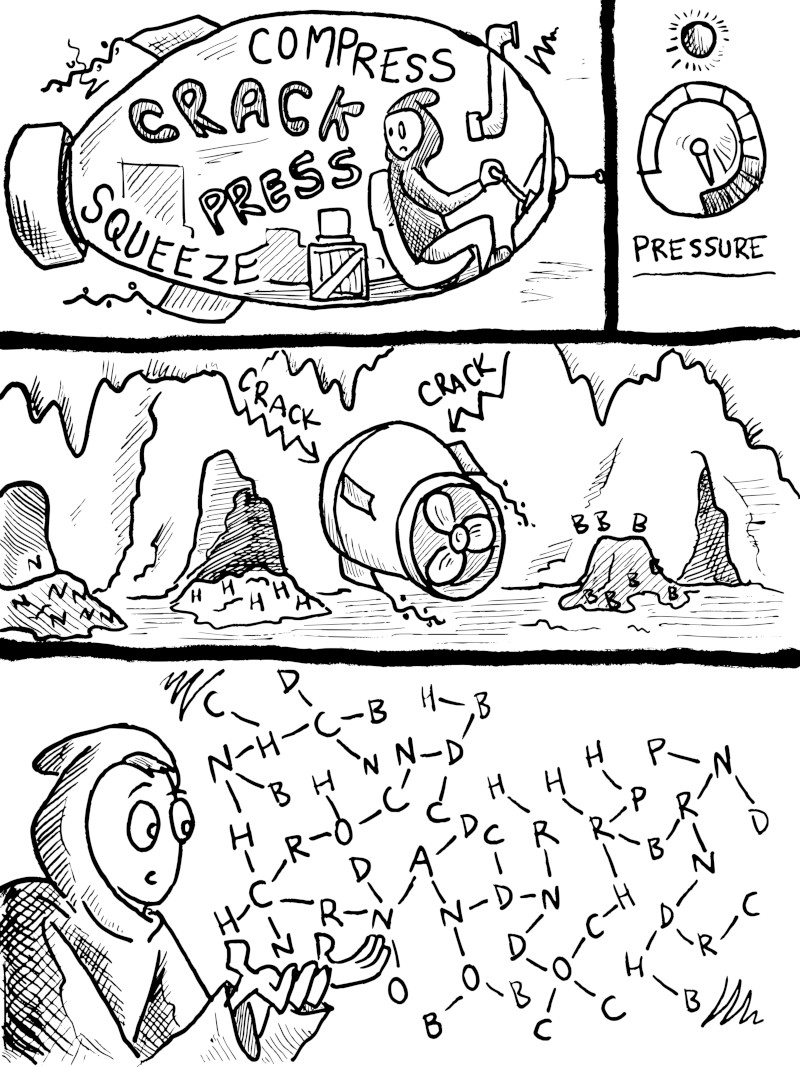 COMPRESS
CRACK
PRESS
SQUEEZE
PRESSURE
CRACK
CRACK
N
N N N N N N
H
H H H H H
B B B
B B B B B
C D
C B H B
N H N N D
B H C C
H R O D C H H H P N
D A C R R P B R D
C N
H R N N D N H D C
N R C R
O O B D O H B
B C C